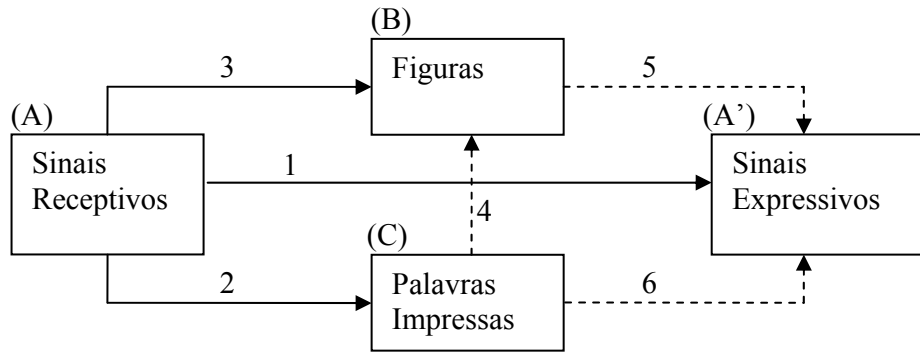 (B)
3
Figuras
5
(A)
(A’)
Sinais
Receptivos
1
Sinais
Expressivos
4
(C)
2
Palavras
Impressas
6